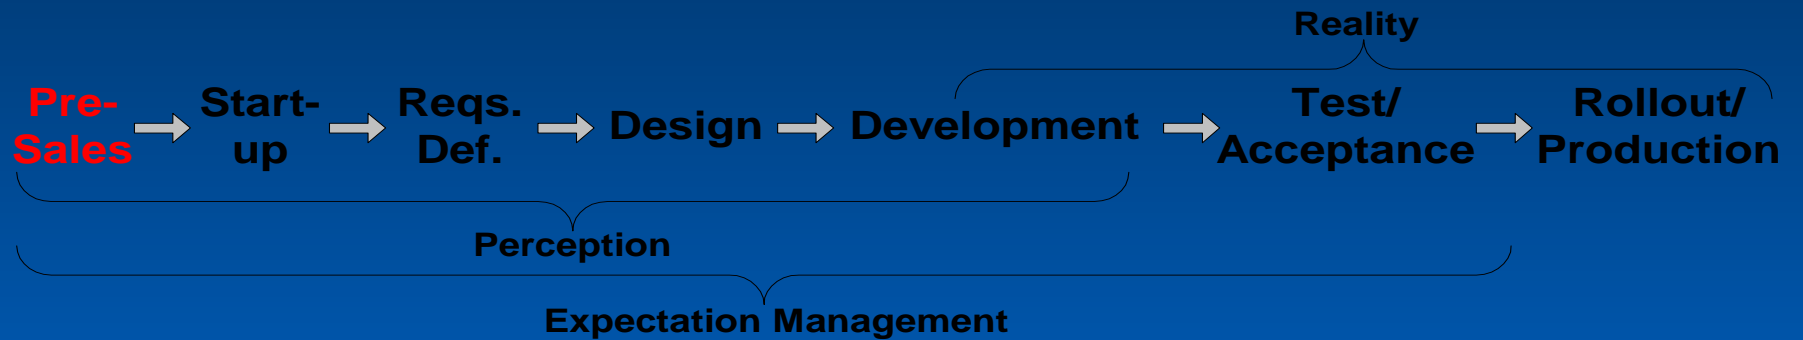 Reality
Pre-
Sales
Start-
up
Reqs.
Def.
Design
Development
Test/
Acceptance
Rollout/
Production
Perception
Expectation Management